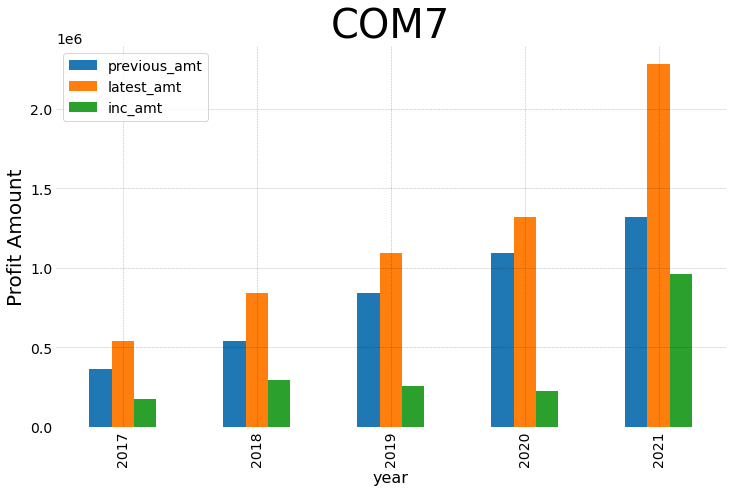 COM7
1e6
previous_amt
latest_amt
inc_amt
Profit Amount
2.0
1.5
1.0
0.5
0.0
2017
2018
2019
2020
2021
year